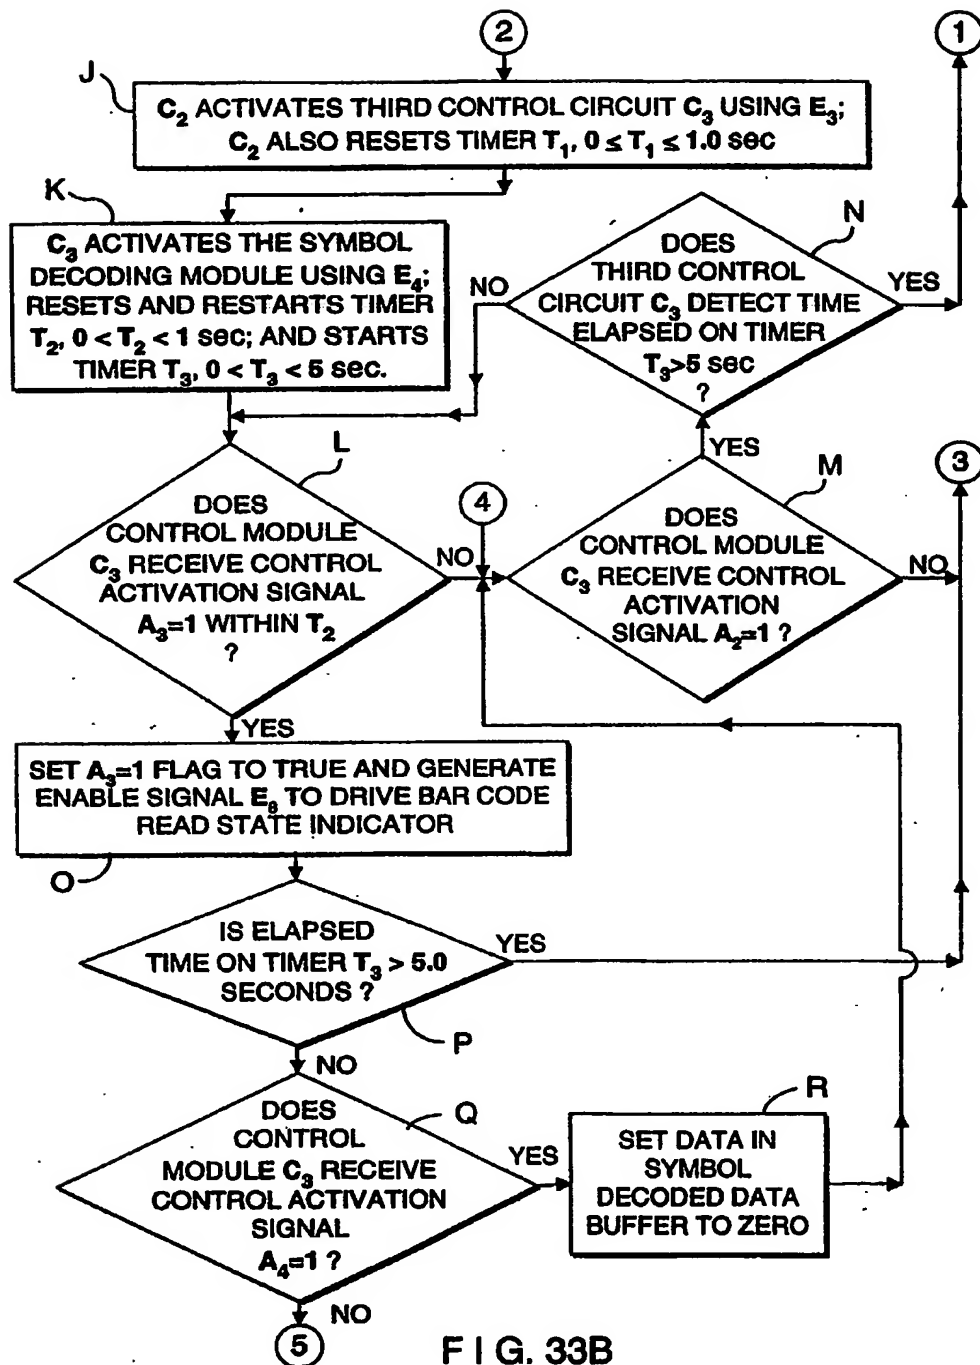 2
1
J
C₂ ACTIVATES THIRD CONTROL CIRCUIT C₃ USING E₃;
C₂ ALSO RESETS TIMER T₁, 0 ≤ T₁ ≤ 1.0 sec
K
C₃ ACTIVATES THE SYMBOL
DECODING MODULE USING E₄;
RESETS AND RESTARTS TIMER
T₂, 0 < T₂ < 1 sec; AND STARTS
TIMER T₃, 0 < T₃ < 5 sec.
N
DOES
THIRD CONTROL
CIRCUIT C₃ DETECT TIME
ELAPSED ON TIMER
T₃>5 sec
?
NO
YES
L
DOES
CONTROL MODULE
C₃ RECEIVE CONTROL
ACTIVATION SIGNAL
A₃=1 WITHIN T₂
?
NO
4
YES
M
DOES
CONTROL MODULE
C₃ RECEIVE CONTROL
ACTIVATION
SIGNAL A₂=1 ?
NO
3
YES
SET A₃=1 FLAG TO TRUE AND GENERATE
ENABLE SIGNAL E₆ TO DRIVE BAR CODE
READ STATE INDICATOR
O
IS ELAPSED
TIME ON TIMER T₃ > 5.0
SECONDS ?
YES
P
NO
DOES
CONTROL
MODULE C₃ RECEIVE
CONTROL ACTIVATION
SIGNAL
A₄=1 ?
Q
YES
R
SET DATA IN
SYMBOL
DECODED DATA
BUFFER TO ZERO
NO
5
F I G. 33B